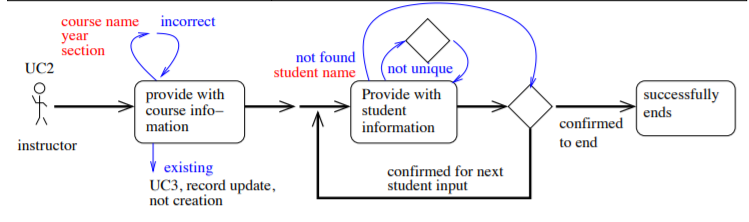 course name
year
section
incorrect
UC2
instructor
provide with
course info–
mation
existing
UC3, record update,
not creation
not found
student name
not unique
Provide with
student
information
confirmed for next
student input
confirmed
to end
successfully
ends